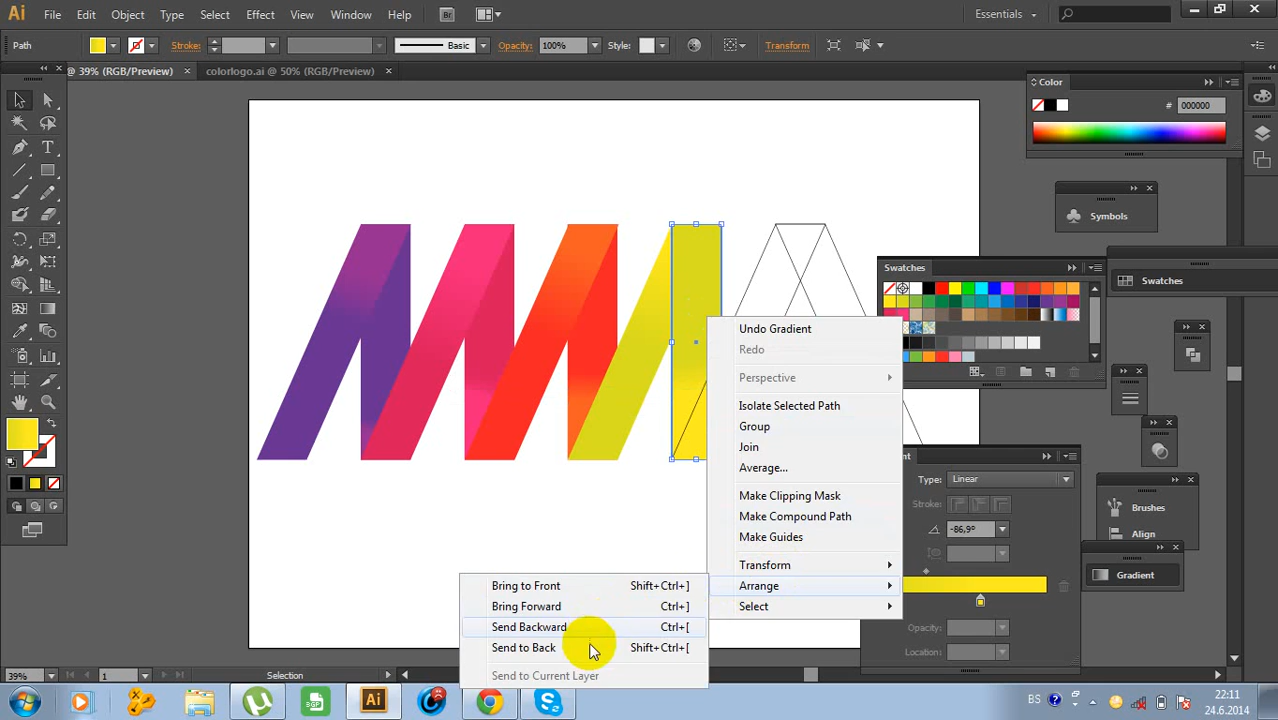 Ai File Edit Object Type Select Effect View Window Help Br Essentials
Path Stroke: Basic Opacity: 100% Style: Transform
@ 39% (RGB/Preview) × colorlogo.ai @ 50% (RGB/Preview) ×
Color
# 000000
Symbols
Swatches
Swatches
Undo Gradient
Redo
Perspective
Isolate Selected Path
Group
Join
Average...
Make Clipping Mask
Make Compound Path
Make Guides
Transform
Arrange
Select
Bring to Front Shift+Ctrl+]
Bring Forward Ctrl+]
Send Backward Ctrl+[
Send to Back Shift+Ctrl+[
Send to Current Layer
Type: Linear
Stroke:
-86,9°
Opacity:
Location:
Brushes
Align
Gradient
39% 1 Selection
BGP Ai BS 22:11
24.6.2014